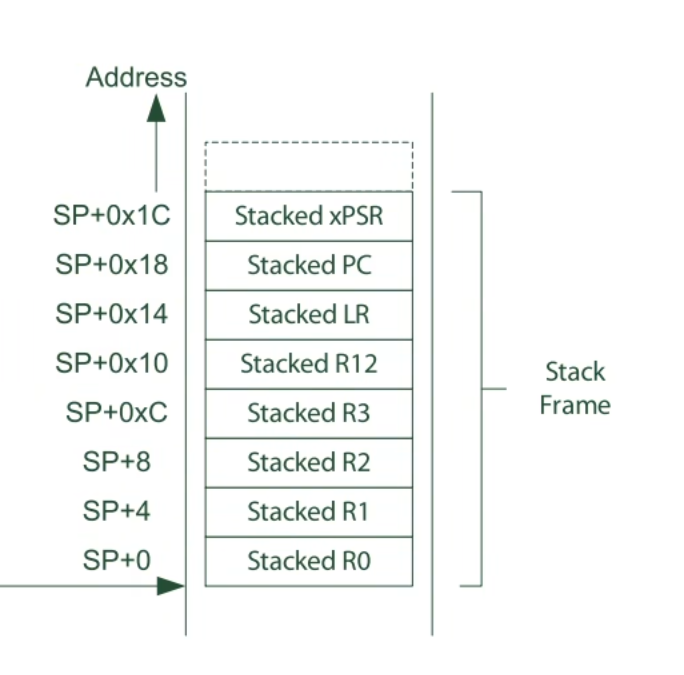 Address
SP+0x1C Stacked xPSR
SP+0x18 Stacked PC
SP+0x14 Stacked LR
SP+0x10 Stacked R12
SP+0xC Stacked R3
SP+8 Stacked R2
SP+4 Stacked R1
SP+0 Stacked R0
Stack
Frame